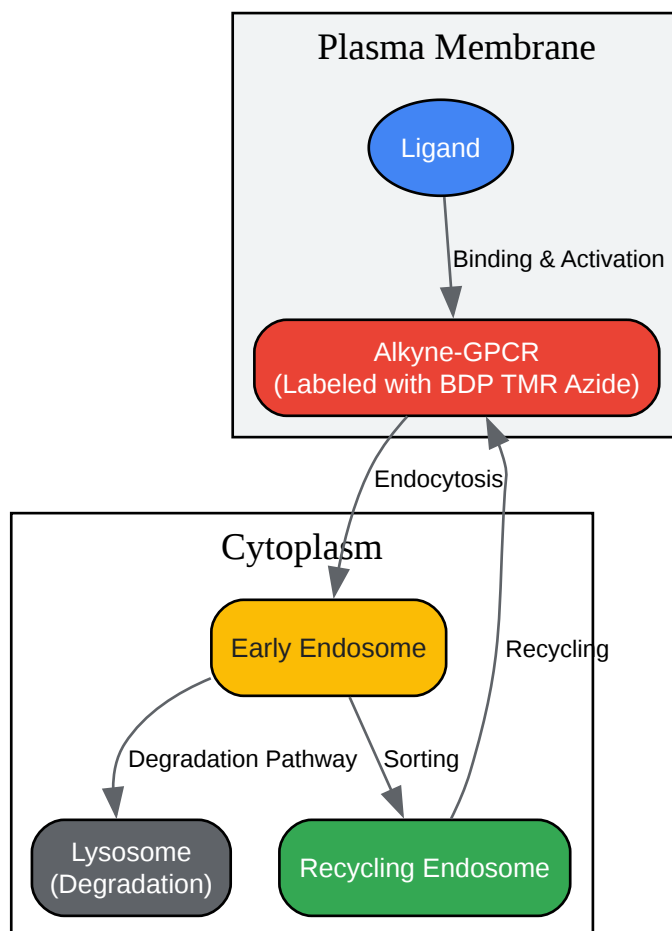 Plasma Membrane
Ligand
Binding & Activation
Alkyne-GPCR
(Labeled with BDP TMR Azide)
Endocytosis
Cytoplasm
Early Endosome
Recycling
Degradation Pathway
Sorting
Lysosome
(Degradation)
Recycling Endosome